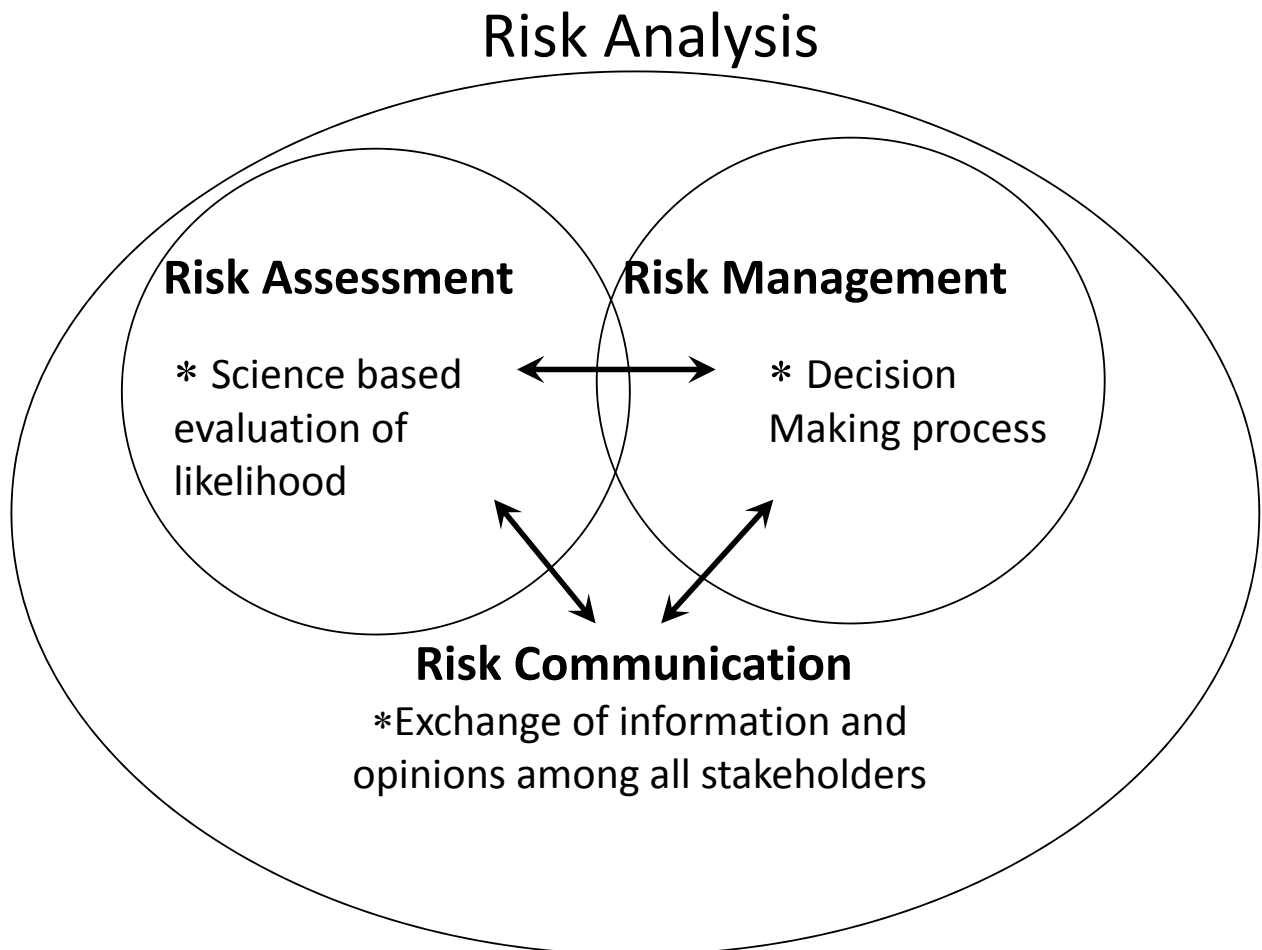 Risk Analysis
Risk Assessment
* Science based
evaluation of
likelihood
Risk Management
* Decision
Making process
Risk Communication
*Exchange of information and
opinions among all stakeholders